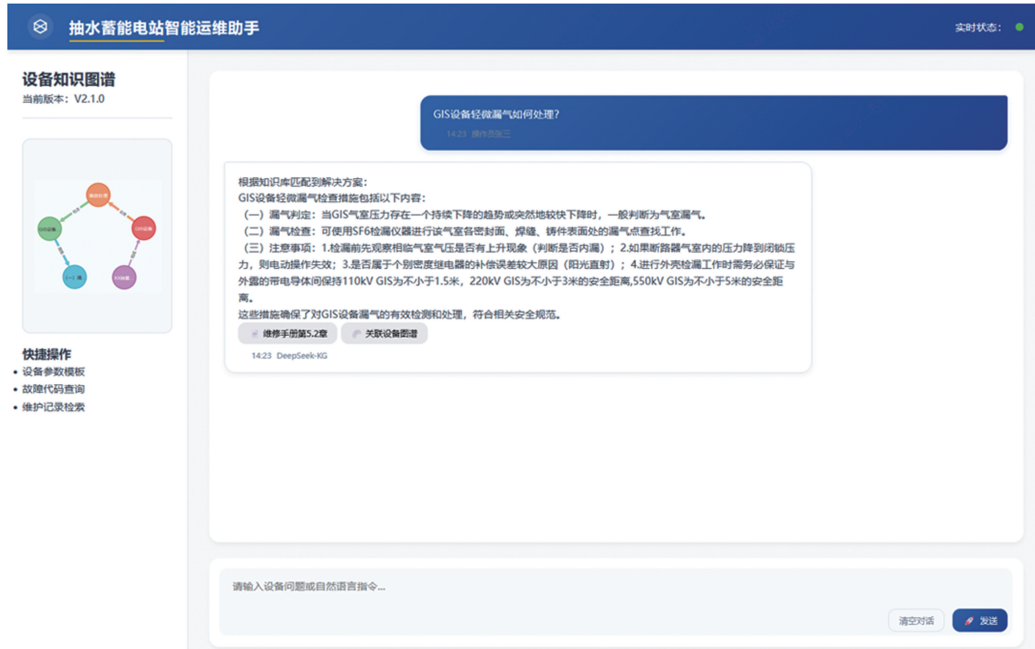 抽水蓄能电站智能运维助手
实时状态：
设备知识图谱
当前版本：V2.1.0
快捷操作
设备参数模板
故障代码查询
维护记录检索
GIS设备轻微漏气如何处理？
14:23 操作员张三
根据知识库匹配到解决方案：
GIS设备轻微漏气检查措施包括以下内容：
（一）漏气判定：当GIS气室压力存在一个持续下降的趋势或突然地较快下降时，一般判断为气室漏气。
（二）漏气检查：可使用SF6检漏仪器进行该气室各密封面、焊缝、铸件表面处的漏气点查找工作。
（三）注意事项：1.检漏前先观察相临气室气压是否有上升现象（判断是否内漏）；2.如果断路器气室内的压力降到闭锁压
力，则电动操作失效；3.是否属于个别密度继电器的补偿误差较大原因（阳光直射）；4.进行外壳检漏工作时需务必保证与
外露的带电导体间保持110kV GIS为不小于1.5米，220kV GIS为不小于3米的安全距离,550kV GIS为不小于5米的安全距
离。
这些措施确保了对GIS设备漏气的有效检测和处理，符合相关安全规范。
维修手册第5.2章
关联设备图谱
14:23 DeepSeek-KG
请输入设备问题或自然语言指令...
清空对话
发送